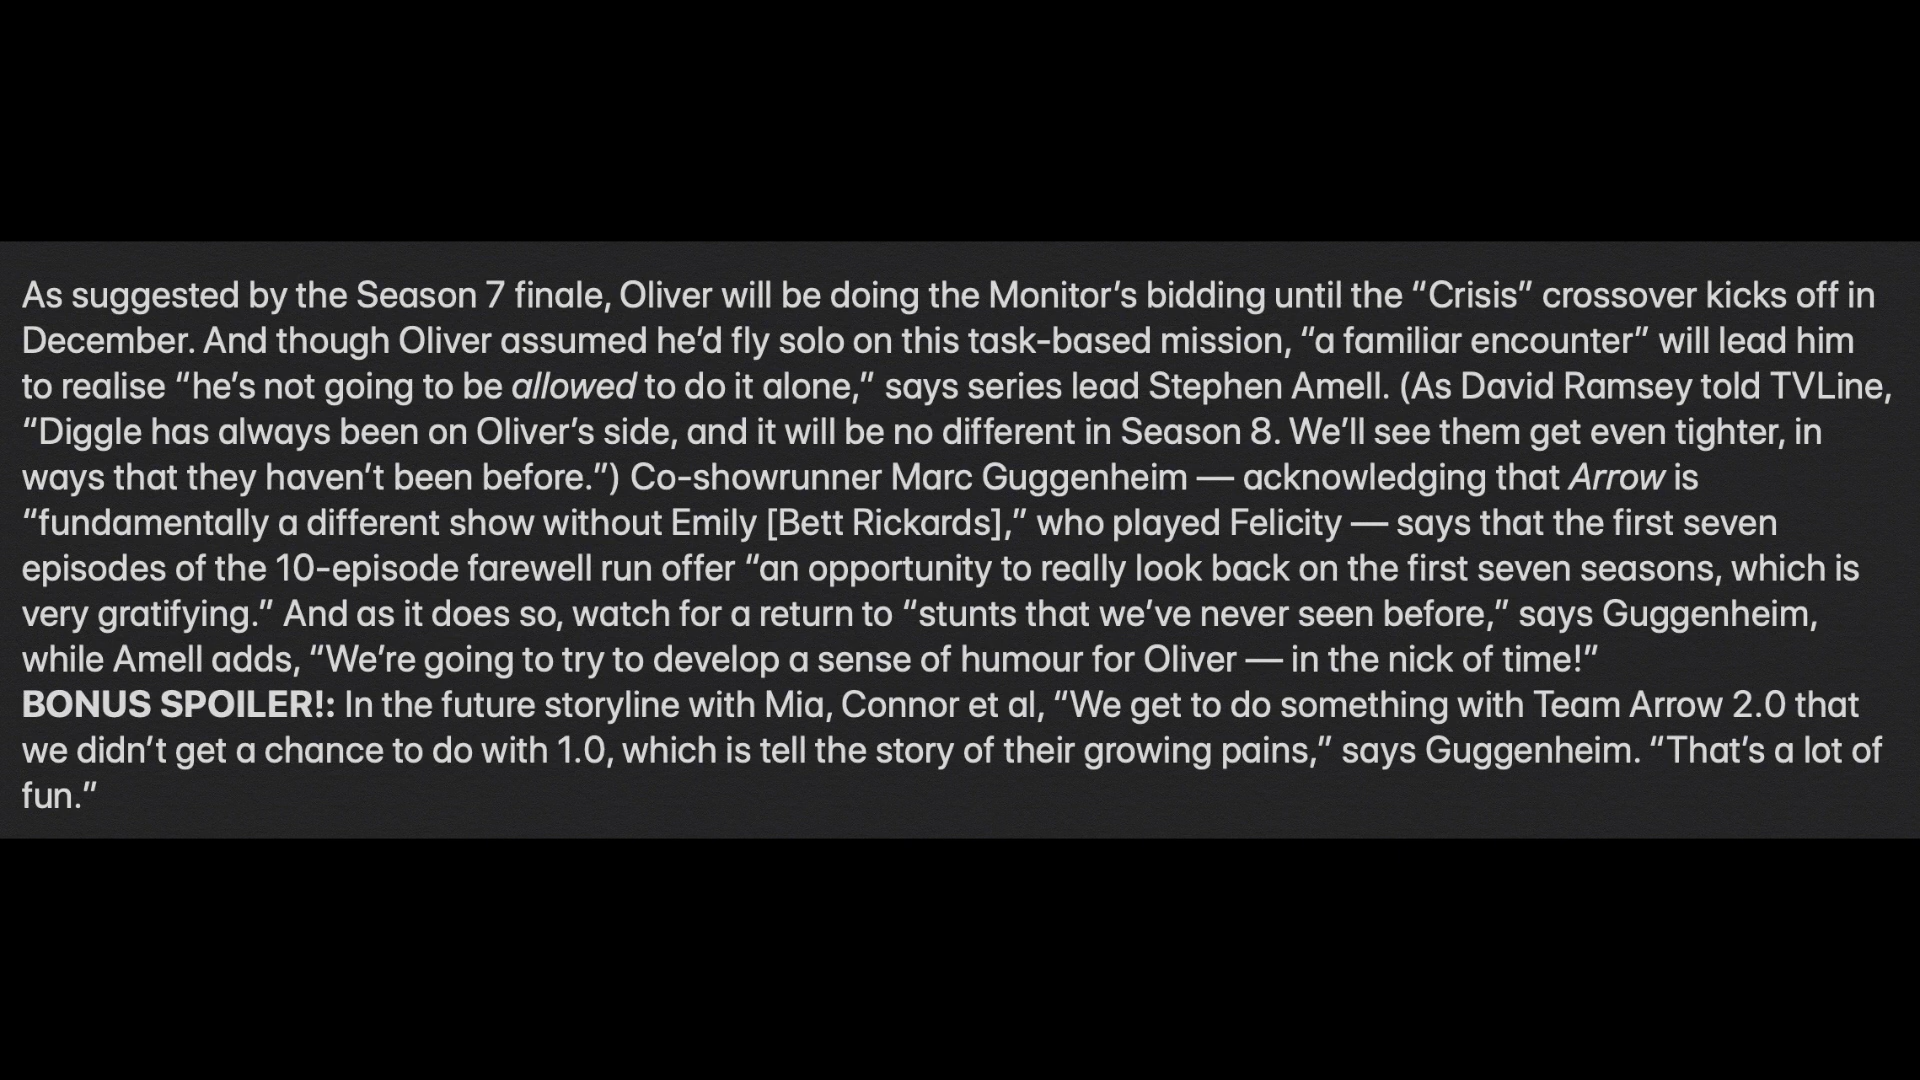 As suggested by the Season 7 finale, Oliver will be doing the Monitor’s bidding until the “Crisis” crossover kicks off in
December. And though Oliver assumed he’d fly solo on this task-based mission, “a familiar encounter” will lead him
to realise “he’s not going to be allowed to do it alone,” says series lead Stephen Amell. (As David Ramsey told TVLine,
“Diggle has always been on Oliver’s side, and it will be no different in Season 8. We’ll see them get even tighter, in
ways that they haven’t been before.”) Co-showrunner Marc Guggenheim — acknowledging that Arrow is
“fundamentally a different show without Emily [Bett Rickards],” who played Felicity — says that the first seven
episodes of the 10-episode farewell run offer “an opportunity to really look back on the first seven seasons, which is
very gratifying.” And as it does so, watch for a return to “stunts that we’ve never seen before,” says Guggenheim,
while Amell adds, “We’re going to try to develop a sense of humour for Oliver — in the nick of time!”
BONUS SPOILER!: In the future storyline with Mia, Connor et al, “We get to do something with Team Arrow 2.0 that
we didn’t get a chance to do with 1.0, which is tell the story of their growing pains,” says Guggenheim. “That’s a lot of
fun.”